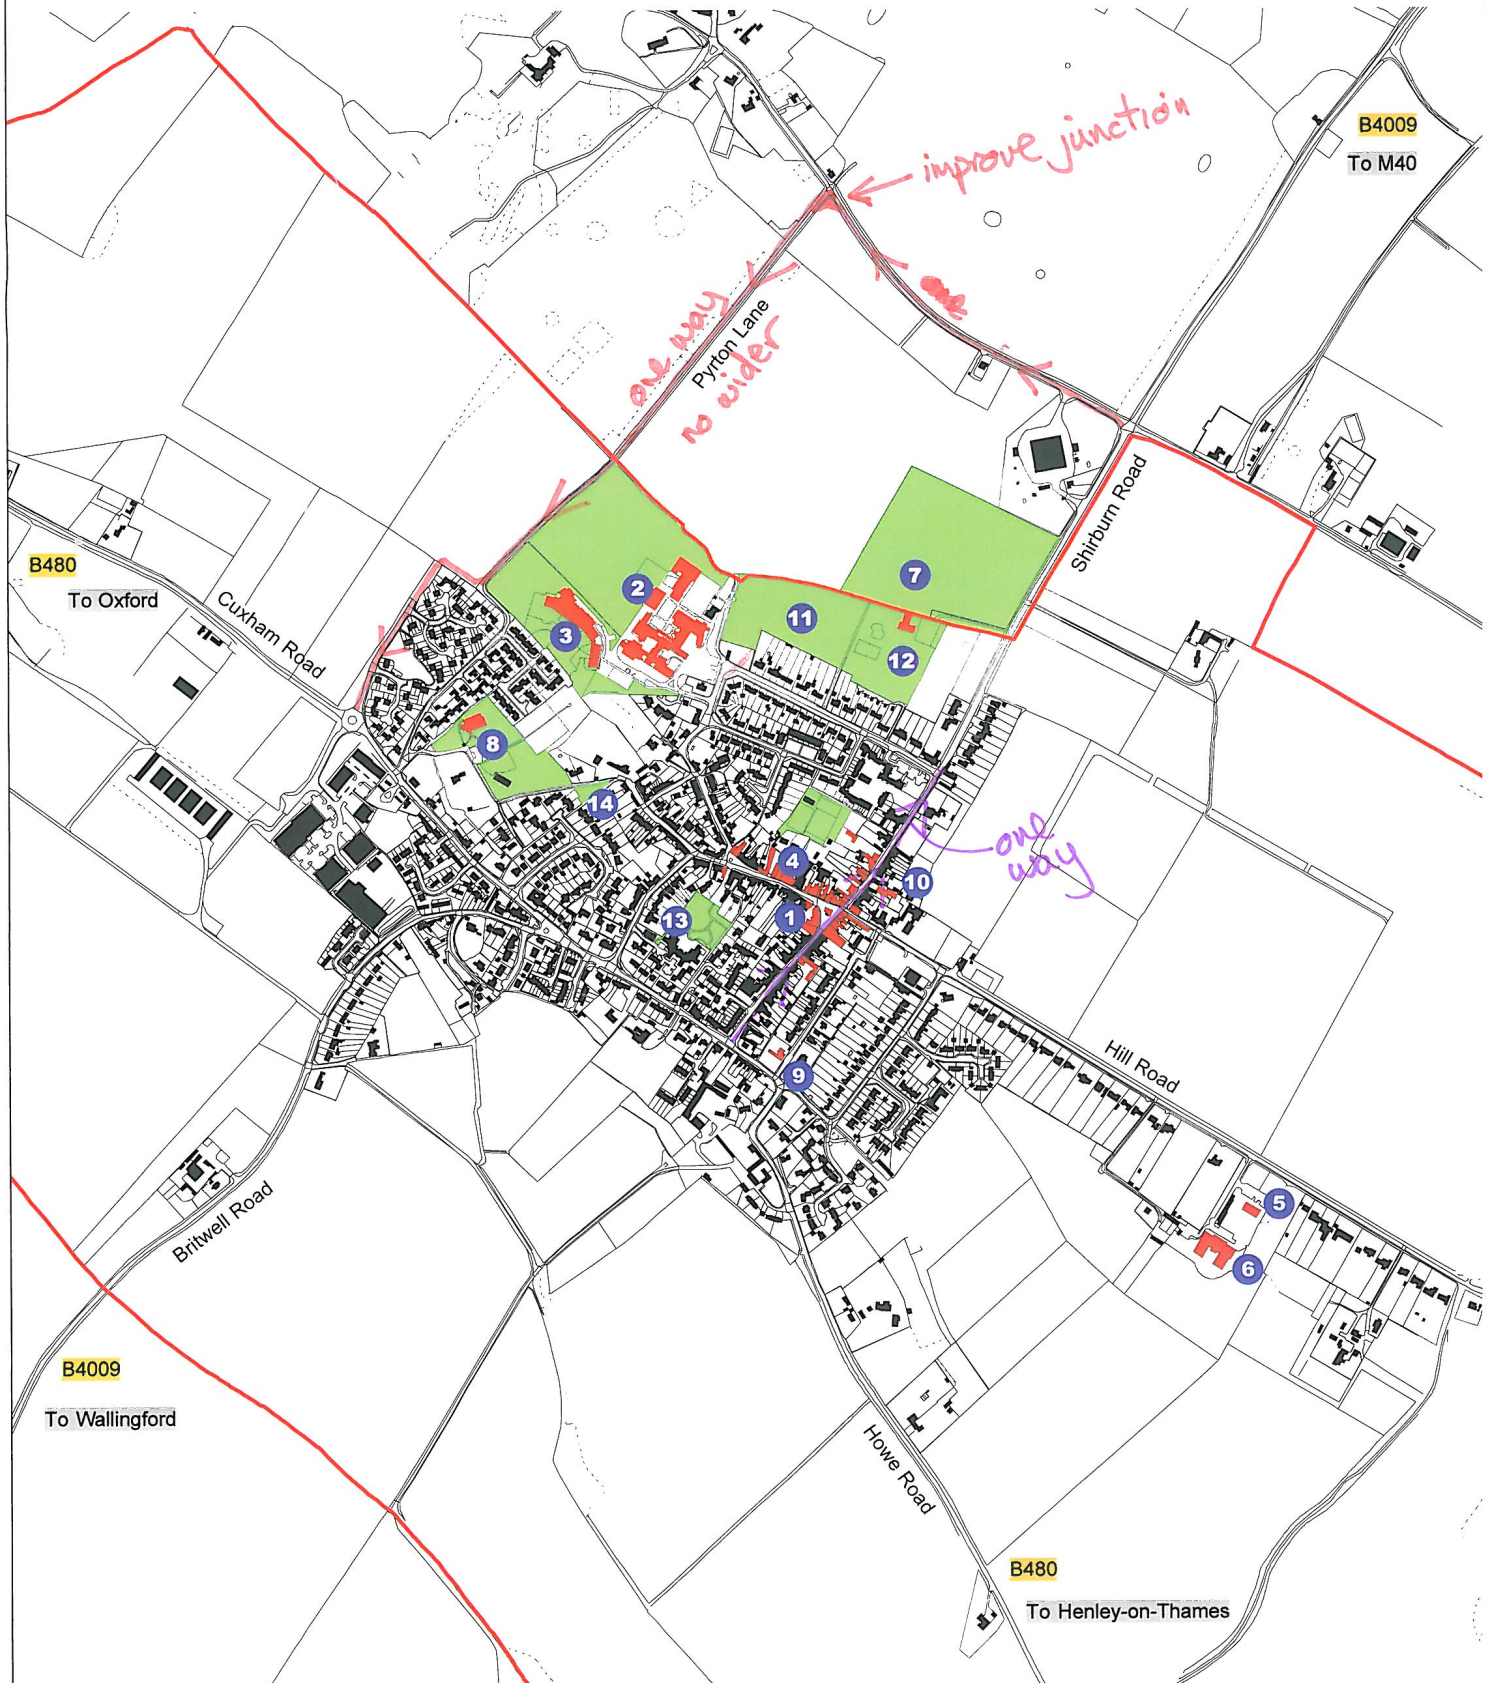 improve junction
B4009
To M40
one
one way
no wider
Pyrton Lane
Shirburn Road
B480
To Oxford
Cuxham Road
7
2
11
3
12
8
14
one
way
4
10
1
13
9
Hill Road
5
6
Britwell Road
B4009
To Wallingford
Howe Road
B480
To Henley-on-Thames